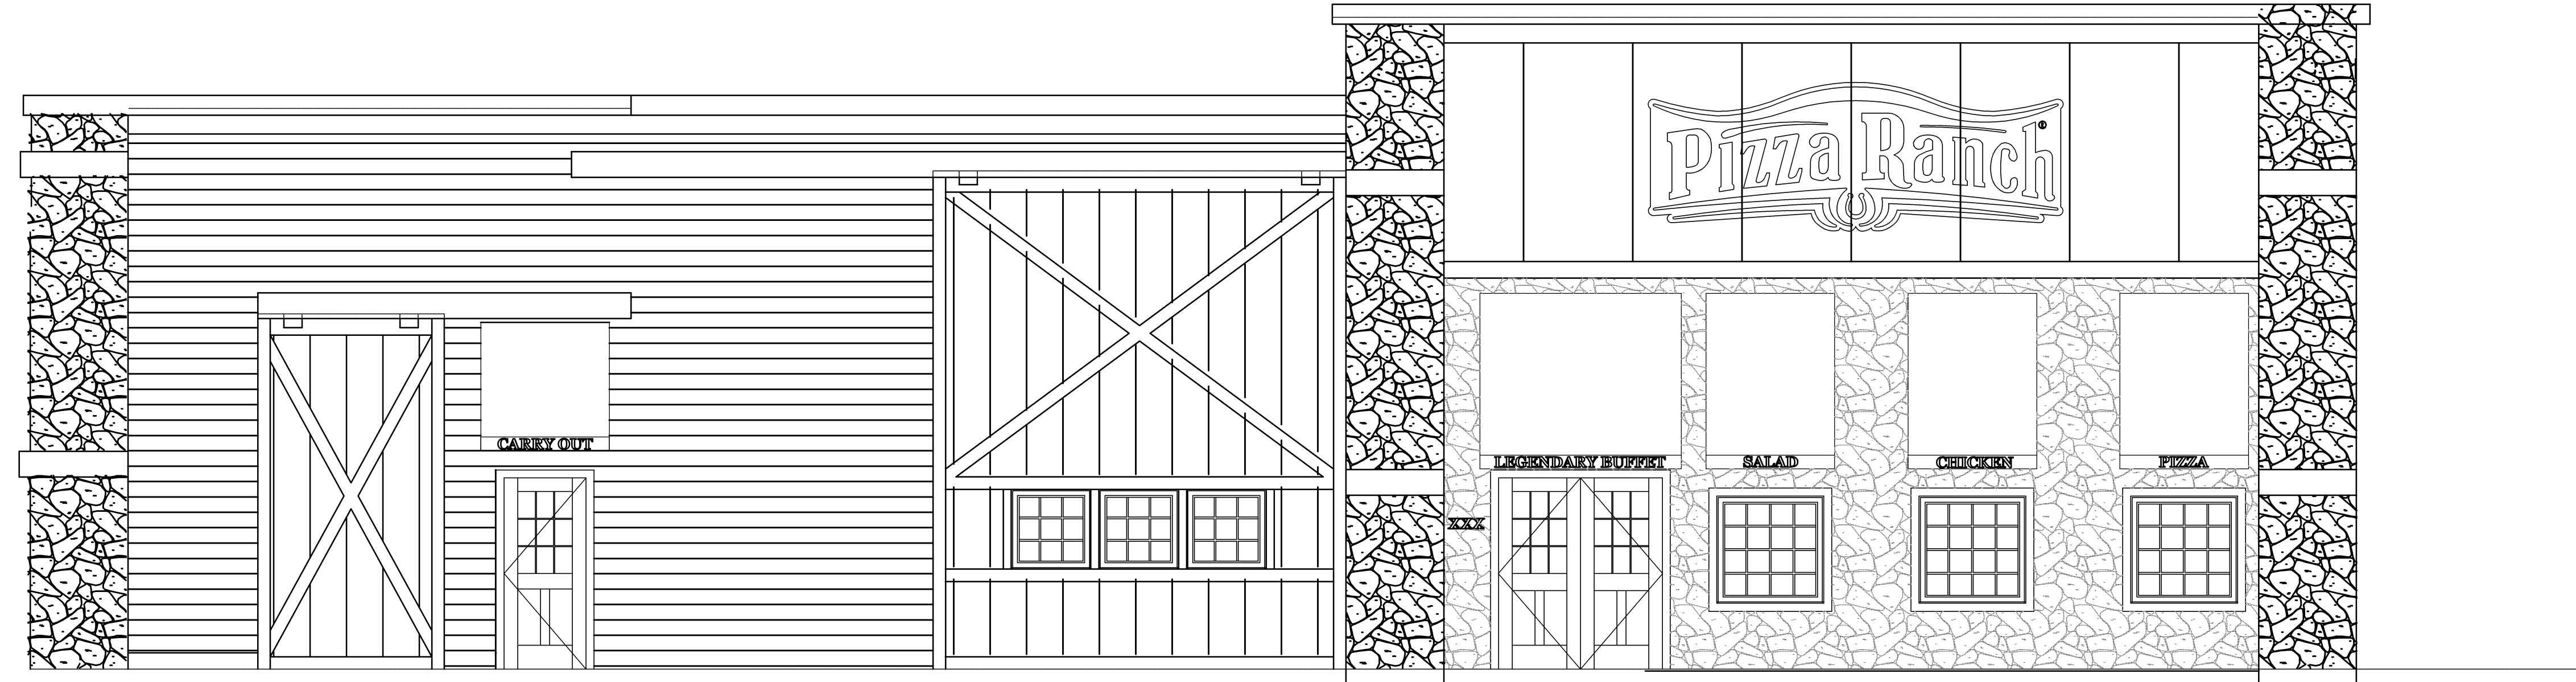 Pizza Ranch®
CARRY OUT
LEGENDARY BUFFET
SALAD
CHICKEN
PIZZA
XXX